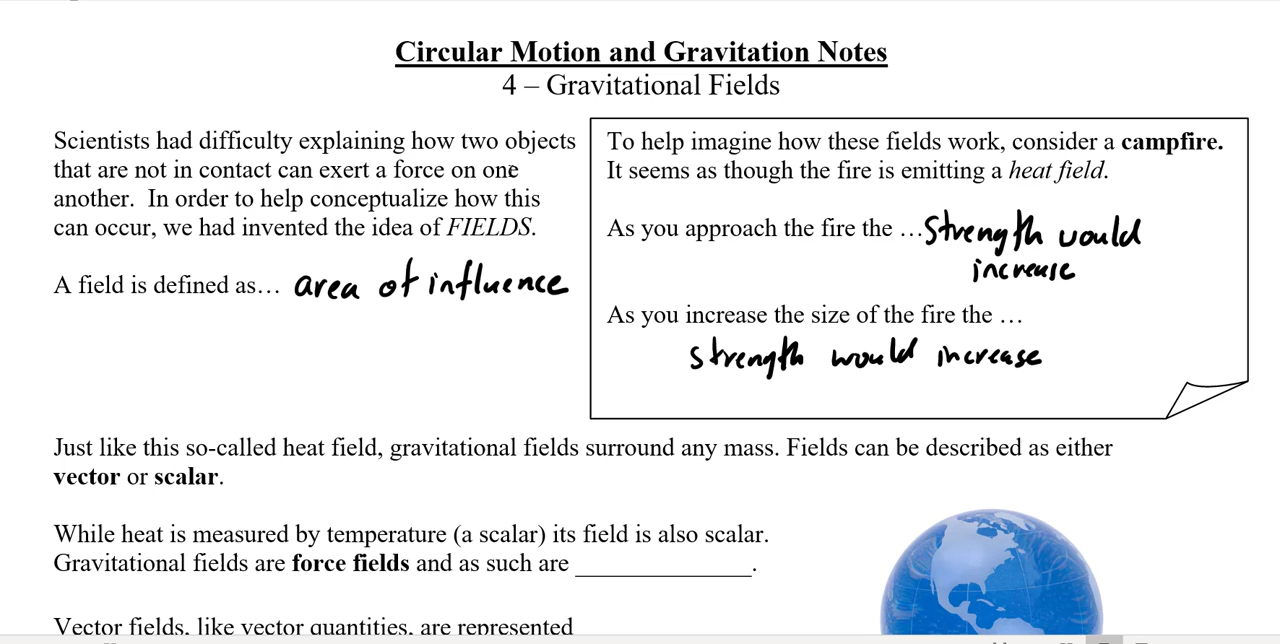 Circular Motion and Gravitation Notes
4 – Gravitational Fields
Scientists had difficulty explaining how two objects
that are not in contact can exert a force on one
another. In order to help conceptualize how this
can occur, we had invented the idea of FIELDS.
A field is defined as… area of influence
To help imagine how these fields work, consider a campfire.
It seems as though the fire is emitting a heat field.
As you approach the fire the … Strength would
increase
As you increase the size of the fire the …
strength would increase
Just like this so-called heat field, gravitational fields surround any mass. Fields can be described as either
vector or scalar.
While heat is measured by temperature (a scalar) its field is also scalar.
Gravitational fields are force fields and as such are ______________.
Vector fields, like vector quantities, are represented